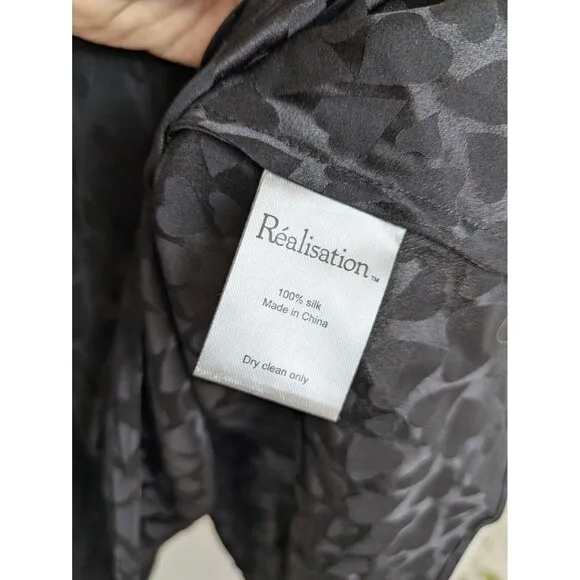 Réalisation™
100% silk
Made in China
Dry clean only